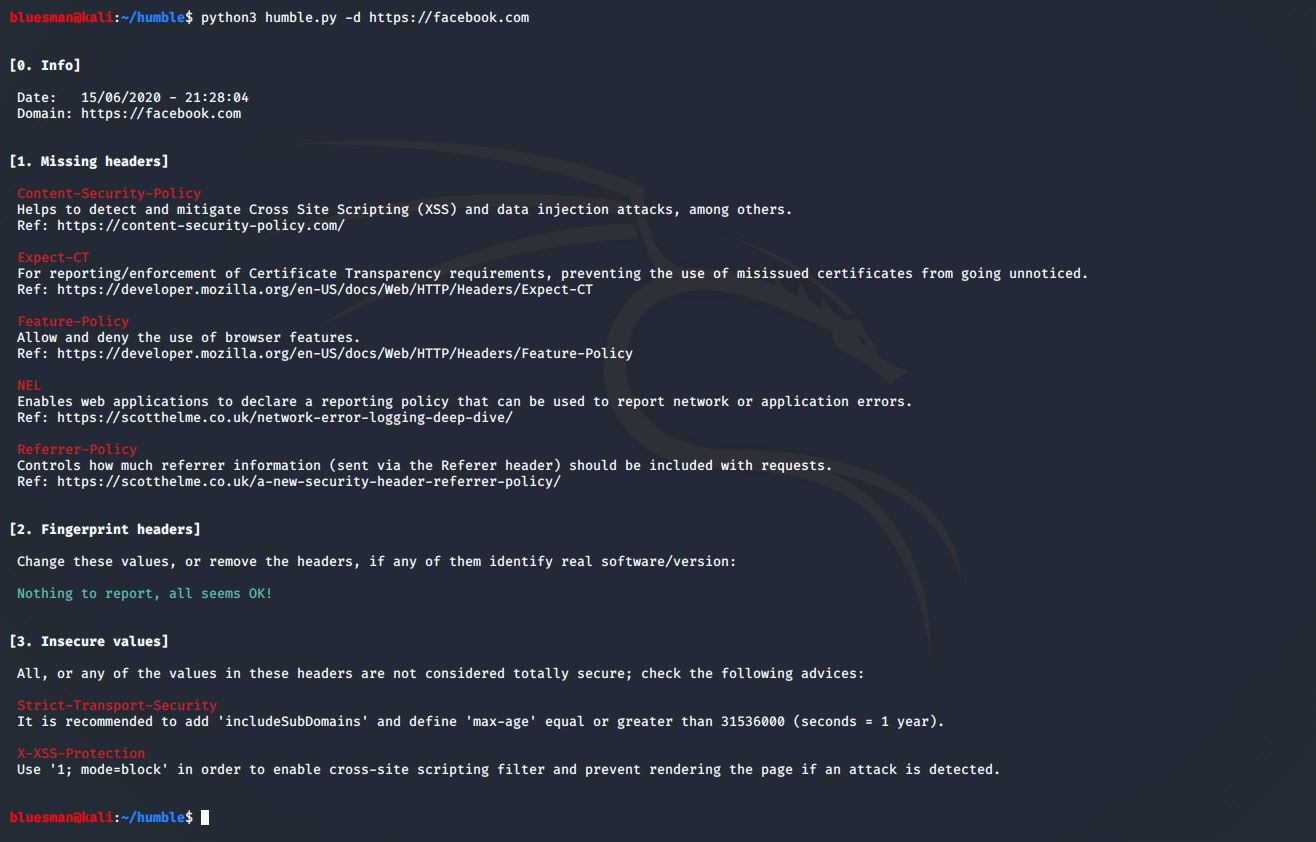 bluesman@kali:~/humble$ python3 humble.py -d https://facebook.com
[0. Info]
Date:   15/06/2020 - 21:28:04
Domain: https://facebook.com
[1. Missing headers]
Content-Security-Policy
Helps to detect and mitigate Cross Site Scripting (XSS) and data injection attacks, among others.
Ref: https://content-security-policy.com/
Expect-CT
For reporting/enforcement of Certificate Transparency requirements, preventing the use of misissued certificates from going unnoticed.
Ref: https://developer.mozilla.org/en-US/docs/Web/HTTP/Headers/Expect-CT
Feature-Policy
Allow and deny the use of browser features.
Ref: https://developer.mozilla.org/en-US/docs/Web/HTTP/Headers/Feature-Policy
NEL
Enables web applications to declare a reporting policy that can be used to report network or application errors.
Ref: https://scotthelme.co.uk/network-error-logging-deep-dive/
Referrer-Policy
Controls how much referrer information (sent via the Referer header) should be included with requests.
Ref: https://scotthelme.co.uk/a-new-security-header-referrer-policy/
[2. Fingerprint headers]
Change these values, or remove the headers, if any of them identify real software/version:
Nothing to report, all seems OK!
[3. Insecure values]
All, or any of the values in these headers are not considered totally secure; check the following advices:
Strict-Transport-Security
It is recommended to add 'includeSubDomains' and define 'max-age' equal or greater than 31536000 (seconds = 1 year).
X-XSS-Protection
Use '1; mode=block' in order to enable cross-site scripting filter and prevent rendering the page if an attack is detected.
bluesman@kali:~/humble$